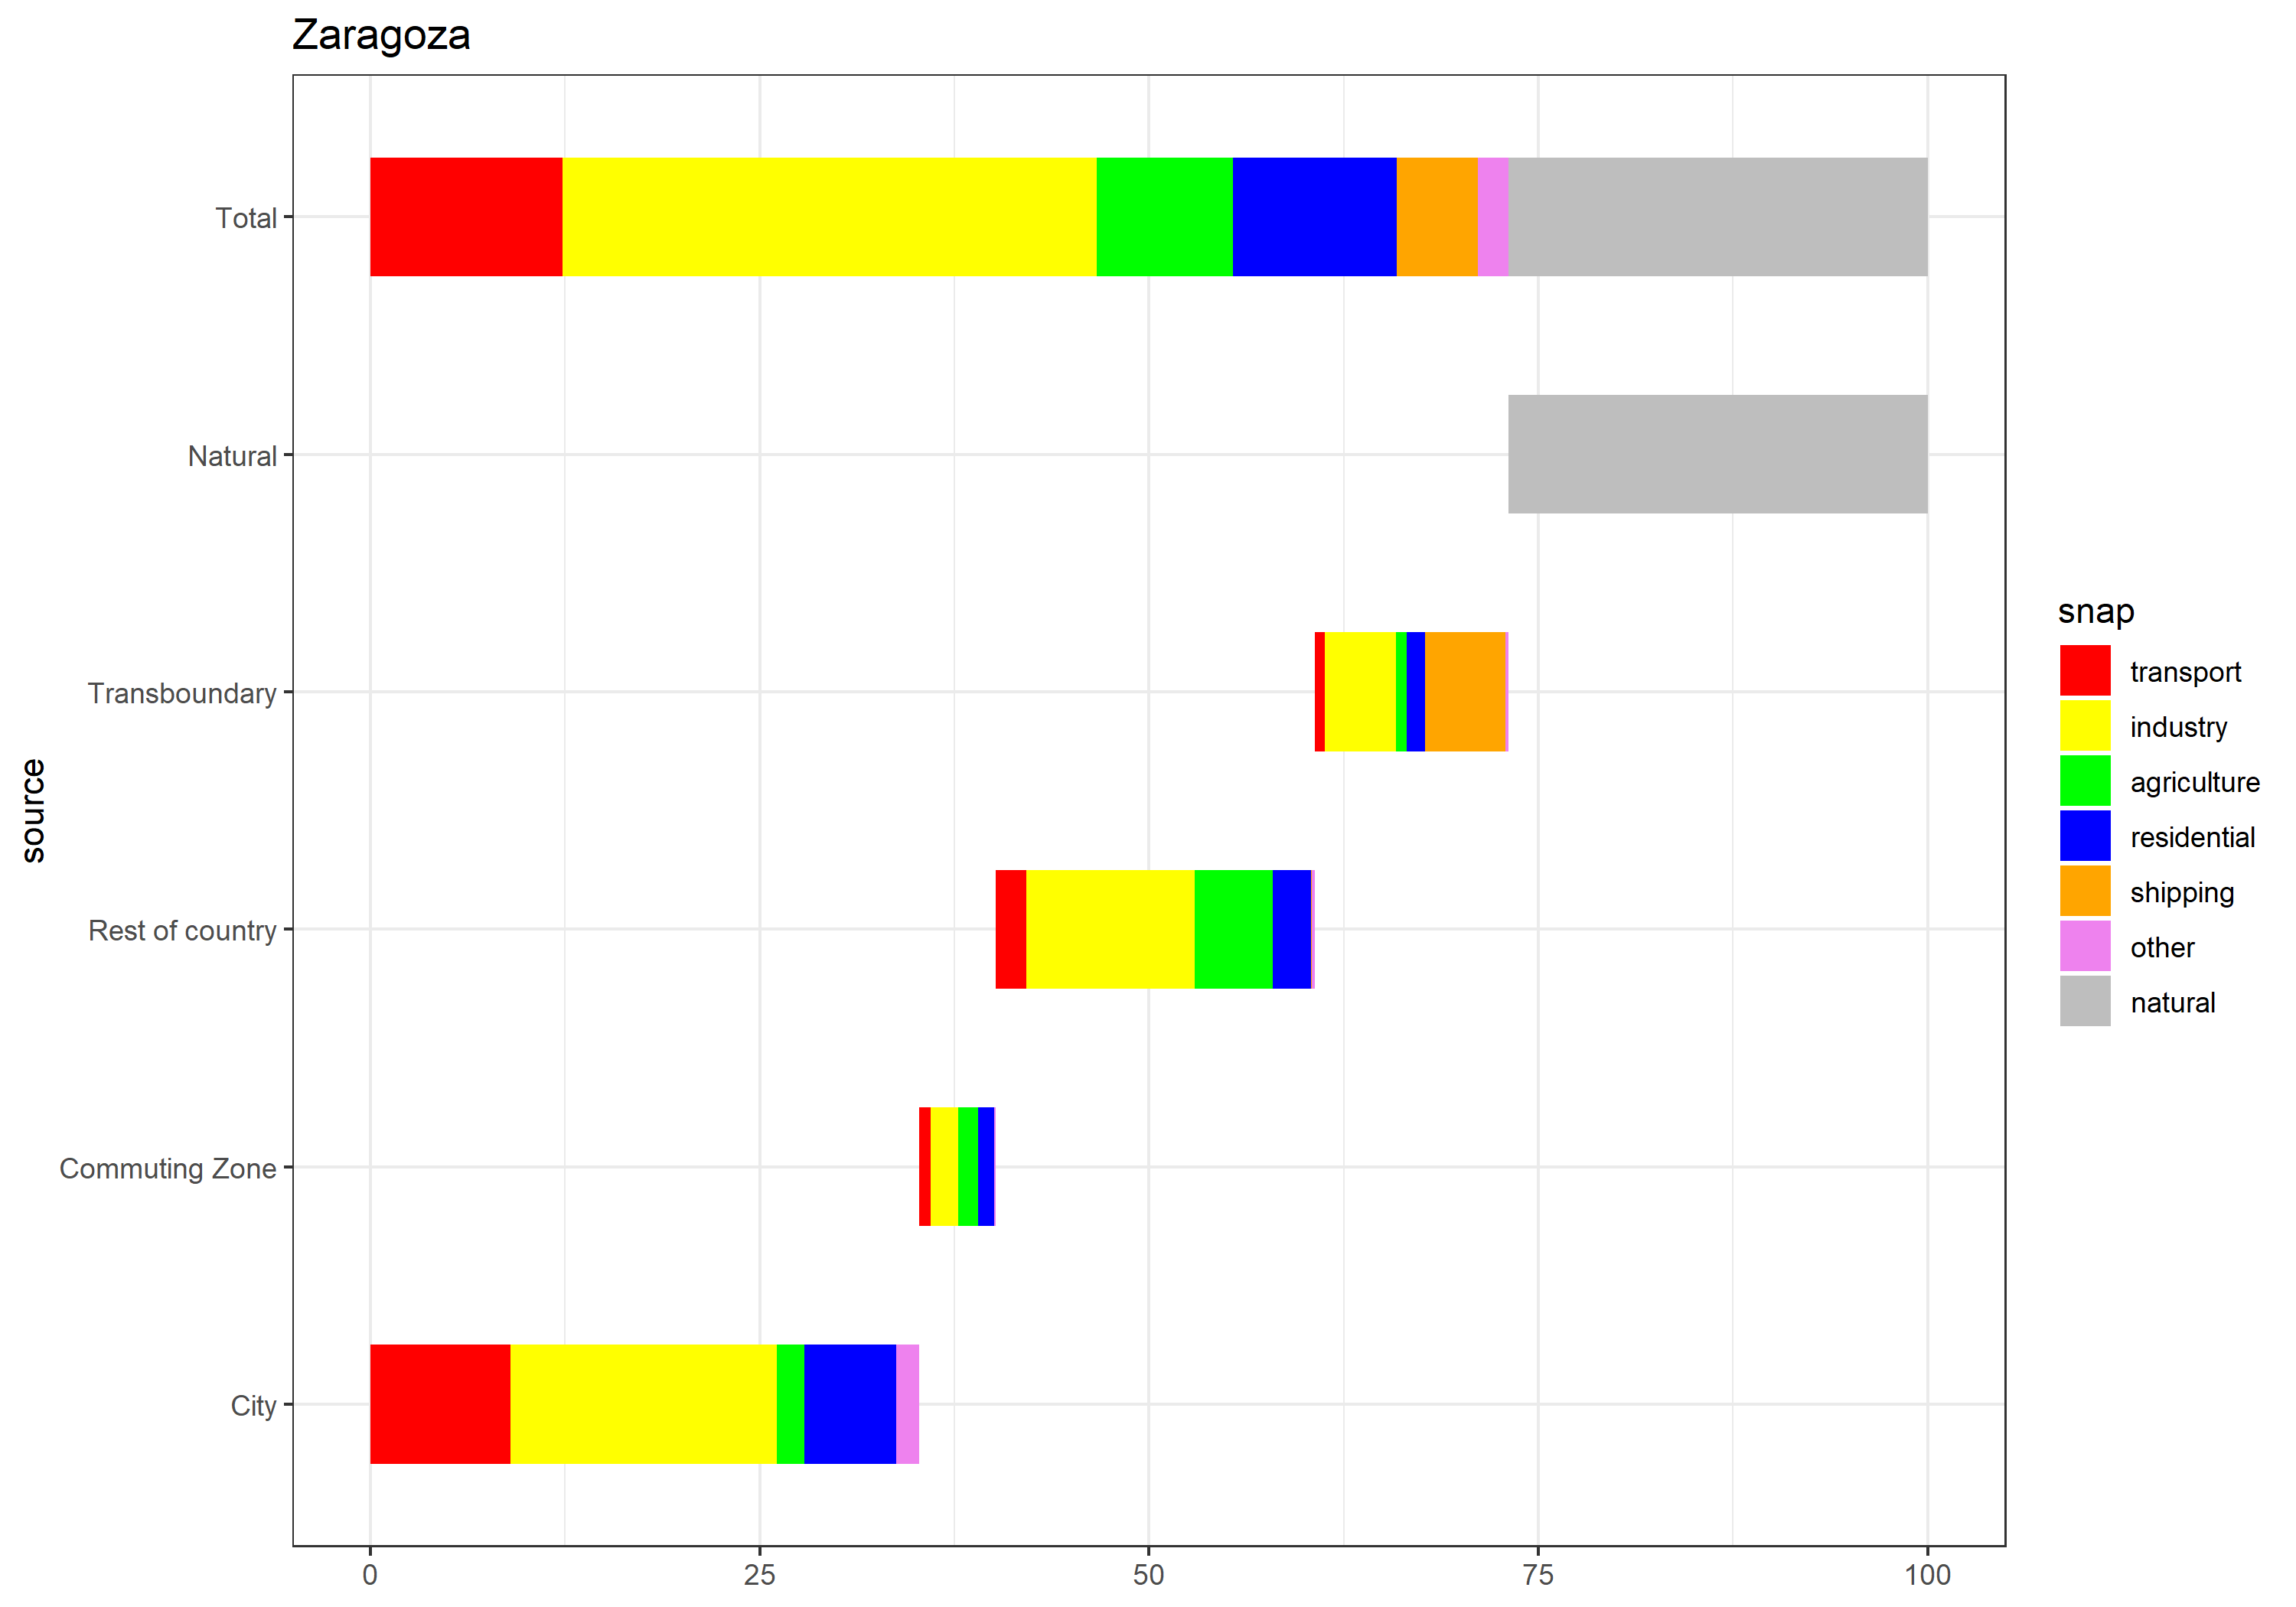 Zaragoza
source
Total
Natural
Transboundary
Rest of country
Commuting Zone
City
0 25 50 75 100
snap
transport
industry
agriculture
residential
shipping
other
natural